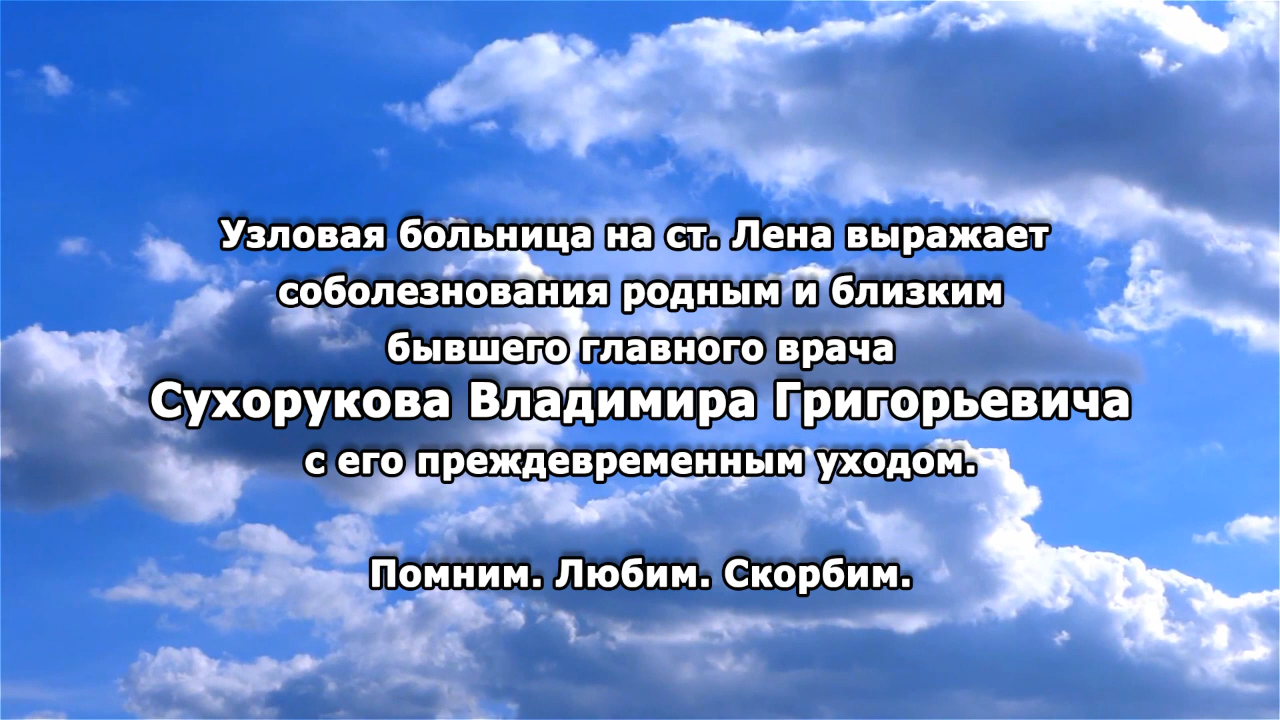 Узловая больница на ст. Лена выражает
соболезнования родным и близким
бывшего главного врача
Сухорукова Владимира Григорьевича
с его преждевременным уходом.
Помним. Любим. Скорбим.